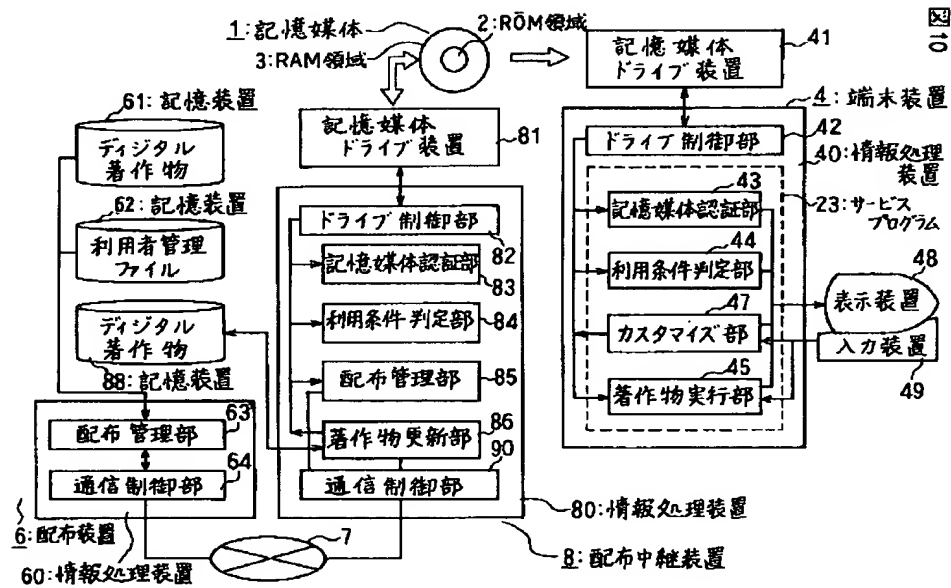 図10
1:記憶媒体
2:ROM領域
3:RAM領域
記憶媒体
ドライブ装置
41
61:記憶装置
ディジタル
著作物
62:記憶装置
利用者管理
ファイル
ディジタル
著作物
88:記憶装置
配布管理部
63
通信制御部
64
6:配布装置
60:情報処理装置
7
記憶媒体
ドライブ装置
81
ドライブ制御部
82
記憶媒体認証部
83
利用条件判定部
84
配布管理部
85
著作物更新部
86
通信制御部
90
80:情報処理装置
8:配布中継装置
4:端末装置
ドライブ制御部
42
40:情報処理
装置
記憶媒体認証部
43
23:サービス
プログラム
利用条件判定部
44
カスタマイズ部
47
著作物実行部
45
表示装置
48
入力装置
49